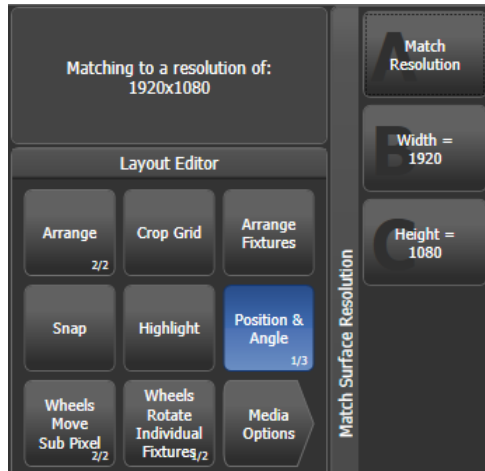 Matching to a resolution of:
1920x1080
Layout Editor
Arrange
2/2
Crop Grid
Arrange
Fixtures
Snap
Highlight
Position &
Angle
1/3
Wheels
Move
Sub Pixel
2/2
Wheels
Rotate
Individual
Fixtures
1/2
Media
Options
Match Surface Resolution
A
Match
Resolution
B
Width =
1920
C
Height =
1080